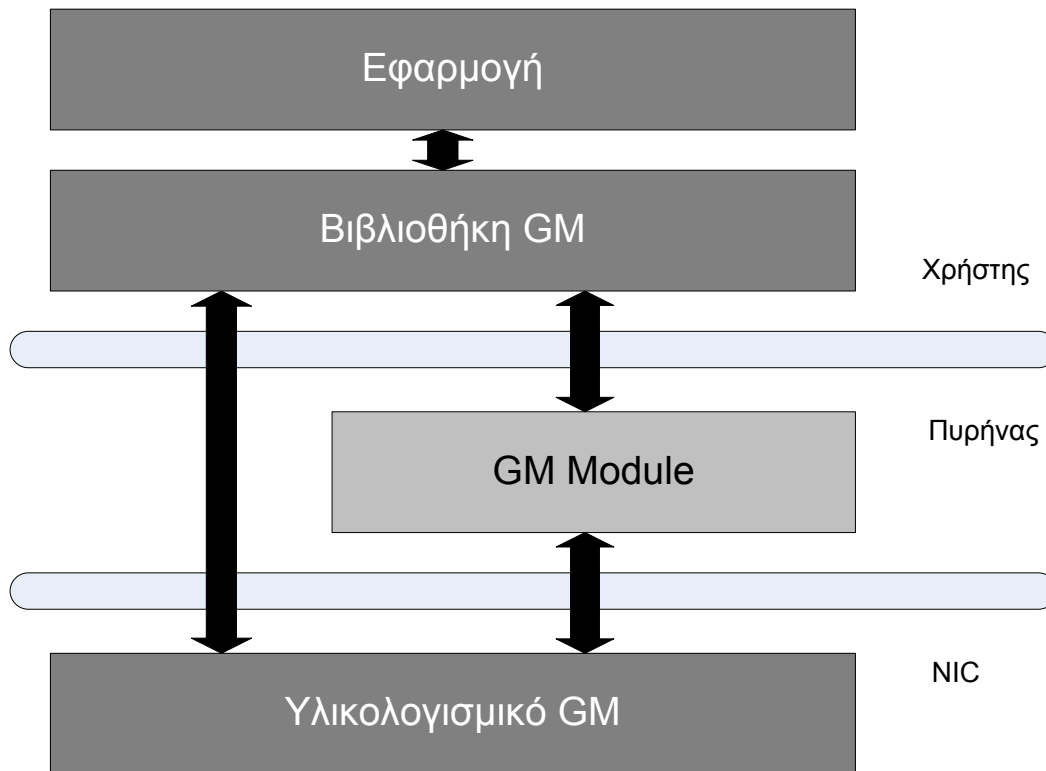 Εφαρμογή
Βιβλιοθήκη GM
Χρήστης
Πυρήνας
GM Module
NIC
Υλικολογισμικό GM